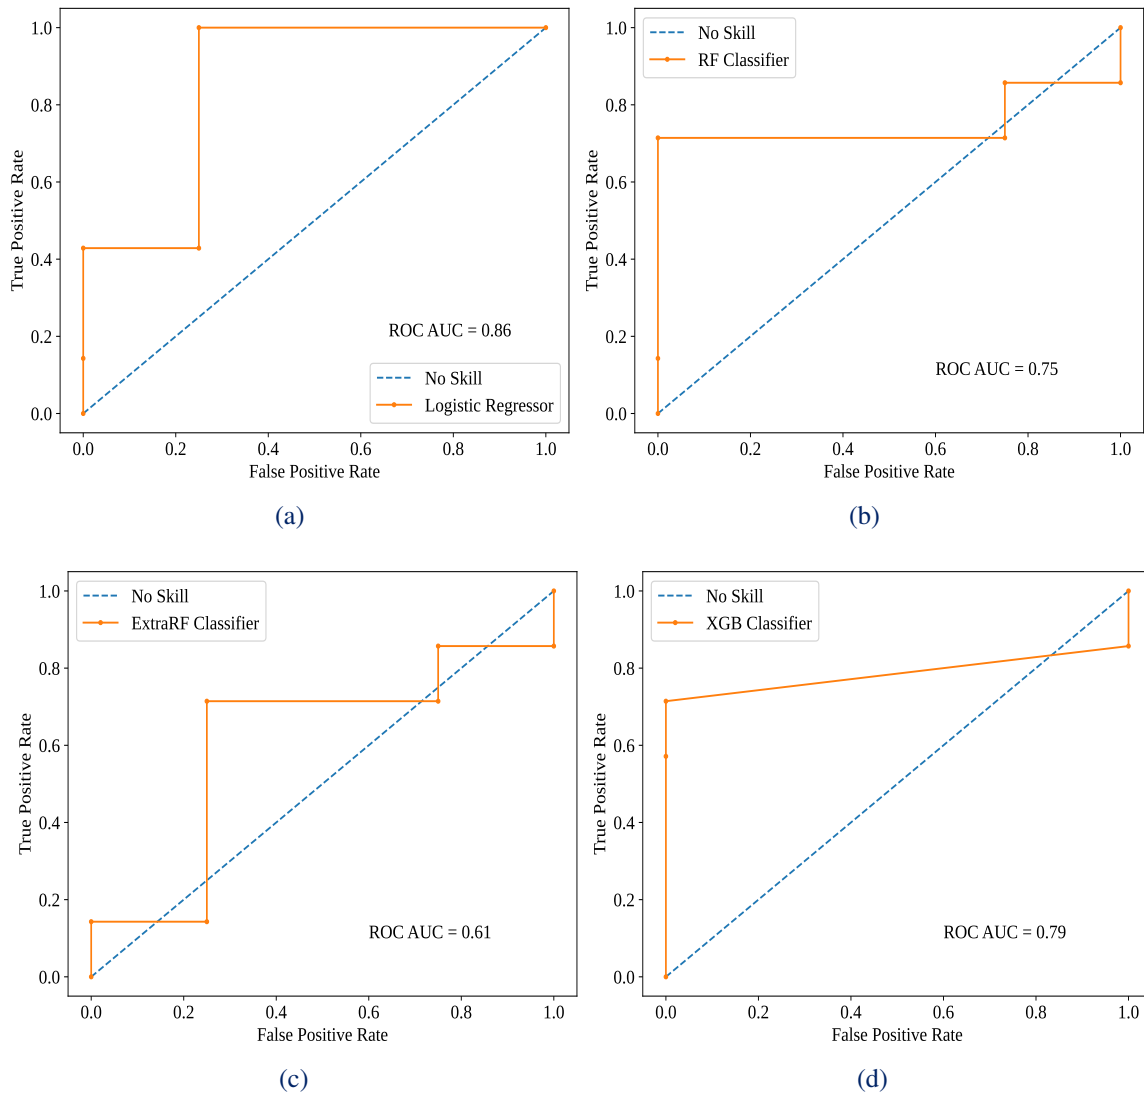 1.0
0.8
0.6
0.4
0.2
0.0
True Positive Rate
ROC AUC = 0.86
No Skill
Logistic Regressor
0.0 0.2 0.4 0.6 0.8 1.0
False Positive Rate
(a)
No Skill
RF Classifier
1.0
0.8
0.6
0.4
0.2
0.0
True Positive Rate
ROC AUC = 0.75
0.0 0.2 0.4 0.6 0.8 1.0
False Positive Rate
(b)
No Skill
ExtraRF Classifier
1.0
0.8
0.6
0.4
0.2
0.0
True Positive Rate
ROC AUC = 0.61
0.0 0.2 0.4 0.6 0.8 1.0
False Positive Rate
(c)
No Skill
XGB Classifier
1.0
0.8
0.6
0.4
0.2
0.0
True Positive Rate
ROC AUC = 0.79
0.0 0.2 0.4 0.6 0.8 1.0
False Positive Rate
(d)